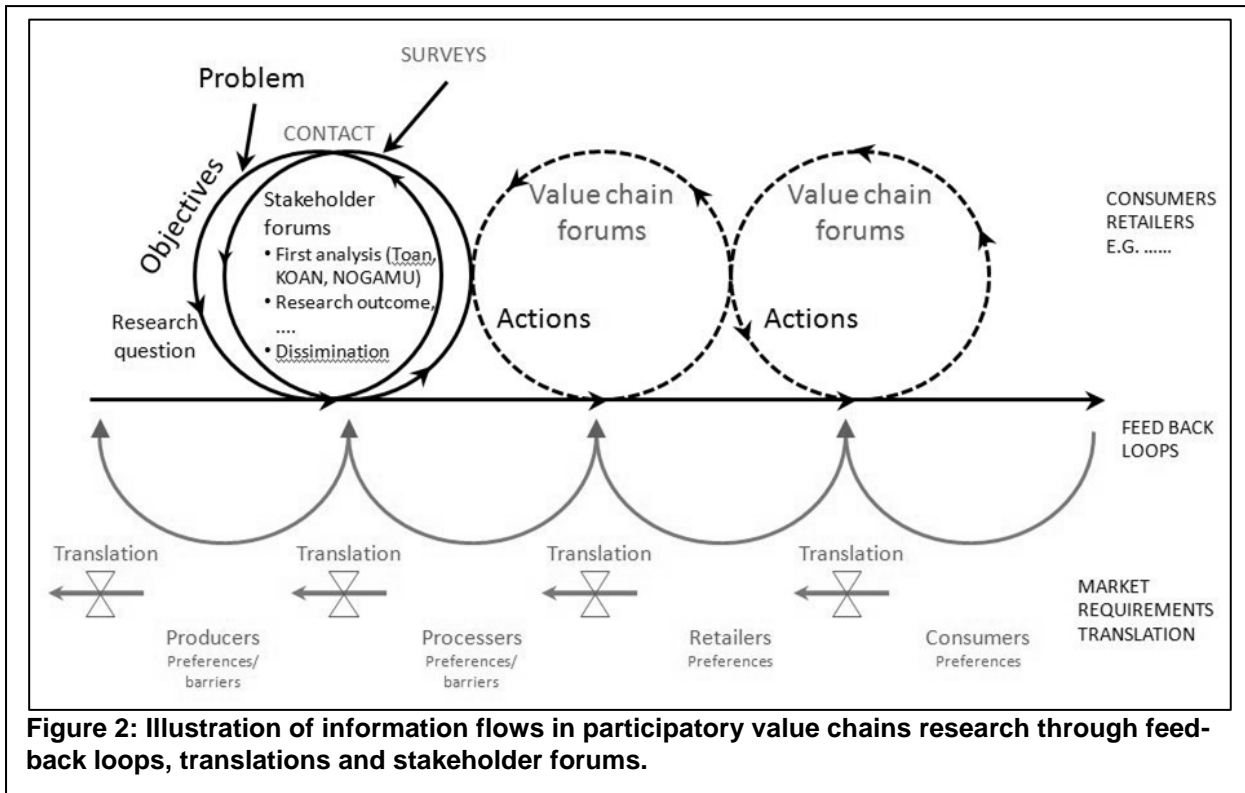 SURVEYS
Problem
CONTACT
Objectives
Stakeholder
forums
• First analysis (Toan,
KOAN, NOGAMU)
• Research outcome,
....
• Dissimination
Research
question
Value chain
forums
Actions
Value chain
forums
Actions
CONSUMERS
RETAILERS
E.G. ......
FEED BACK
LOOPS
Translation
Translation
Translation
Translation
Producers
Preferences/
barriers
Processers
Preferences/
barriers
Retailers
Preferences
Consumers
Preferences
MARKET
REQUIREMENTS
TRANSLATION
Figure 2: Illustration of information flows in participatory value chains research through feed-
back loops, translations and stakeholder forums.